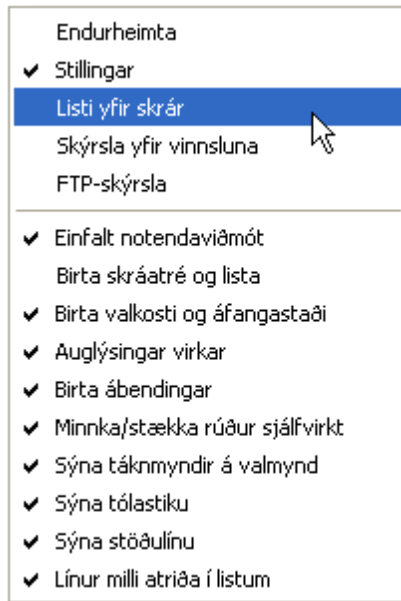 Endurheimta
Stillingar
Listi yfir skrár
Skýrsla yfir vinnsluna
FTP-skýrsla
Einfalt notendaviðmót
Birta skráatré og lista
Birta valkosti og áfangastaði
Auglýsingar virkar
Birta ábendingar
Minnka/stækka rúður sjálfvirkt
Sýna táknmyndir á valmynd
Sýna tólastiku
Sýna stöðulínu
Línur milli atriða í listum